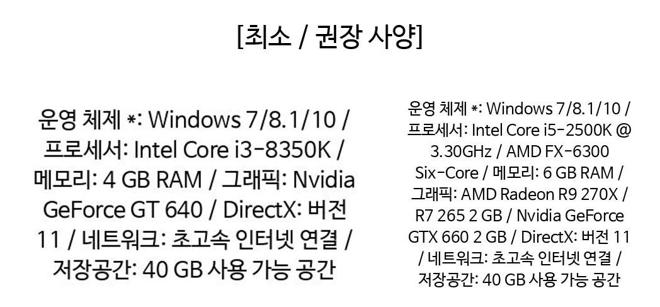 [최소 / 권장 사양]
운영 체제 *: Windows 7/8.1/10 /
프로세서: Intel Core i3-8350K /
메모리: 4 GB RAM / 그래픽: Nvidia
GeForce GT 640 / DirectX: 버전
11 / 네트워크: 초고속 인터넷 연결 /
저장공간: 40 GB 사용 가능 공간
운영 체제 *: Windows 7/8.1/10 /
프로세서: Intel Core i5-2500K @
3.30GHz / AMD FX-6300
Six-Core / 메모리: 6 GB RAM /
그래픽: AMD Radeon R9 270X /
R7 265 2 GB / Nvidia GeForce
GTX 660 2 GB / DirectX: 버전 11
/ 네트워크: 초고속 인터넷 연결 /
저장공간: 40 GB 사용 가능 공간